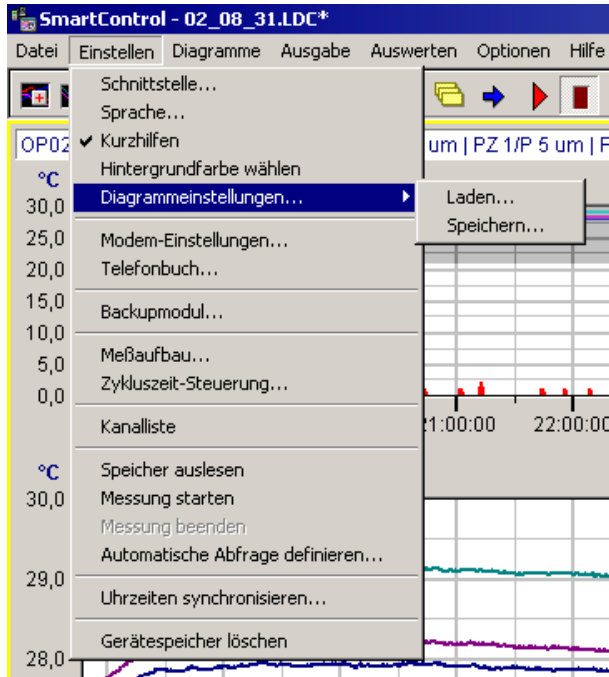 SmartControl - 02_08_31.LDC*
Datei Einstellen Diagramme Ausgabe Auswerten Optionen Hilfe
OP02
um | PZ 1/P 5 um |
Schnittstelle...
Sprache...
Kurzhilfen
Hintergrundfarbe wählen
Diagrammeinstellungen...
Laden...
Speichern...
Modem-Einstellungen...
Telefonbuch...
Backupmodul...
Meßaufbau...
Zykluszeit-Steuerung...
Kanalliste
Speicher auslesen
Messung starten
Messung beenden
Automatische Abfrage definieren...
Uhrzeiten synchronisieren...
Gerätespeicher löschen
°C
30,0
25,0
20,0
15,0
10,0
5,0
0,0
21:00:00 22:00:00
°C
30,0
29,0
28,0